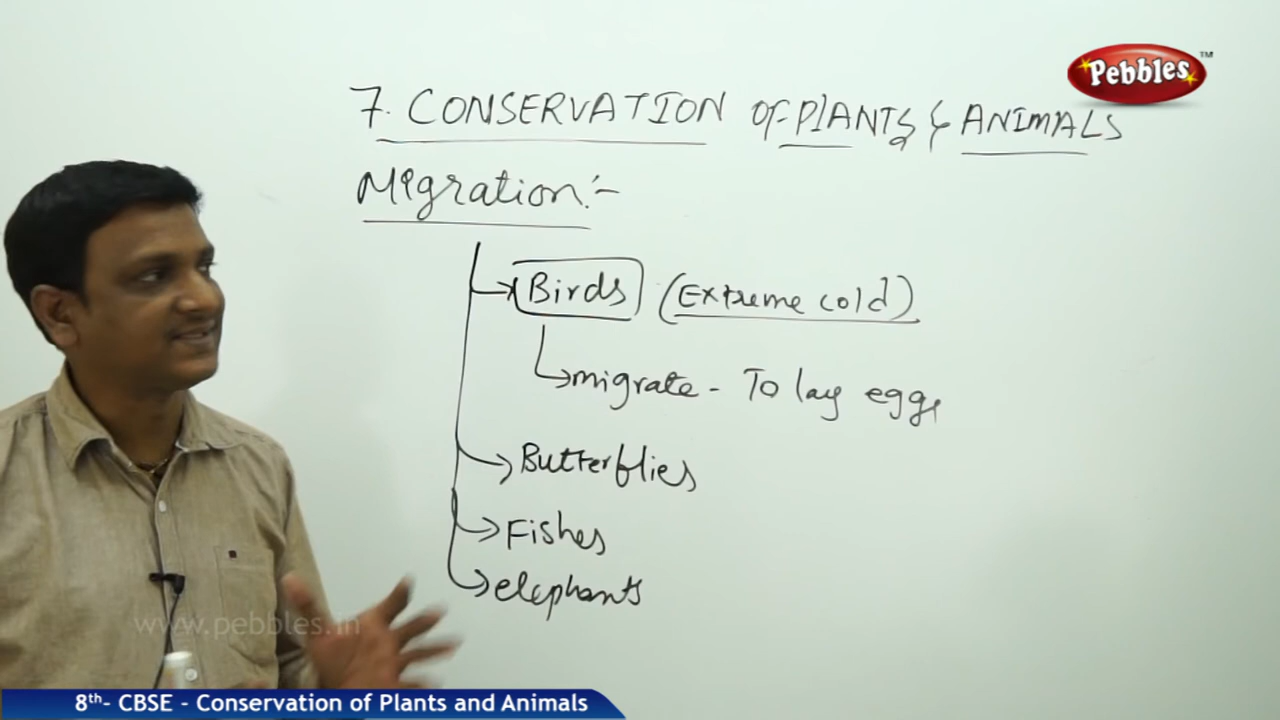 Pebbles™
7. CONSERVATION OF PLANTS & ANIMALS
Migration:-
Birds (Extreme cold)
migrate - To lay eggs
Butterflies
Fishes
elephants
www.pebbles.in
8th- CBSE - Conservation of Plants and Animals